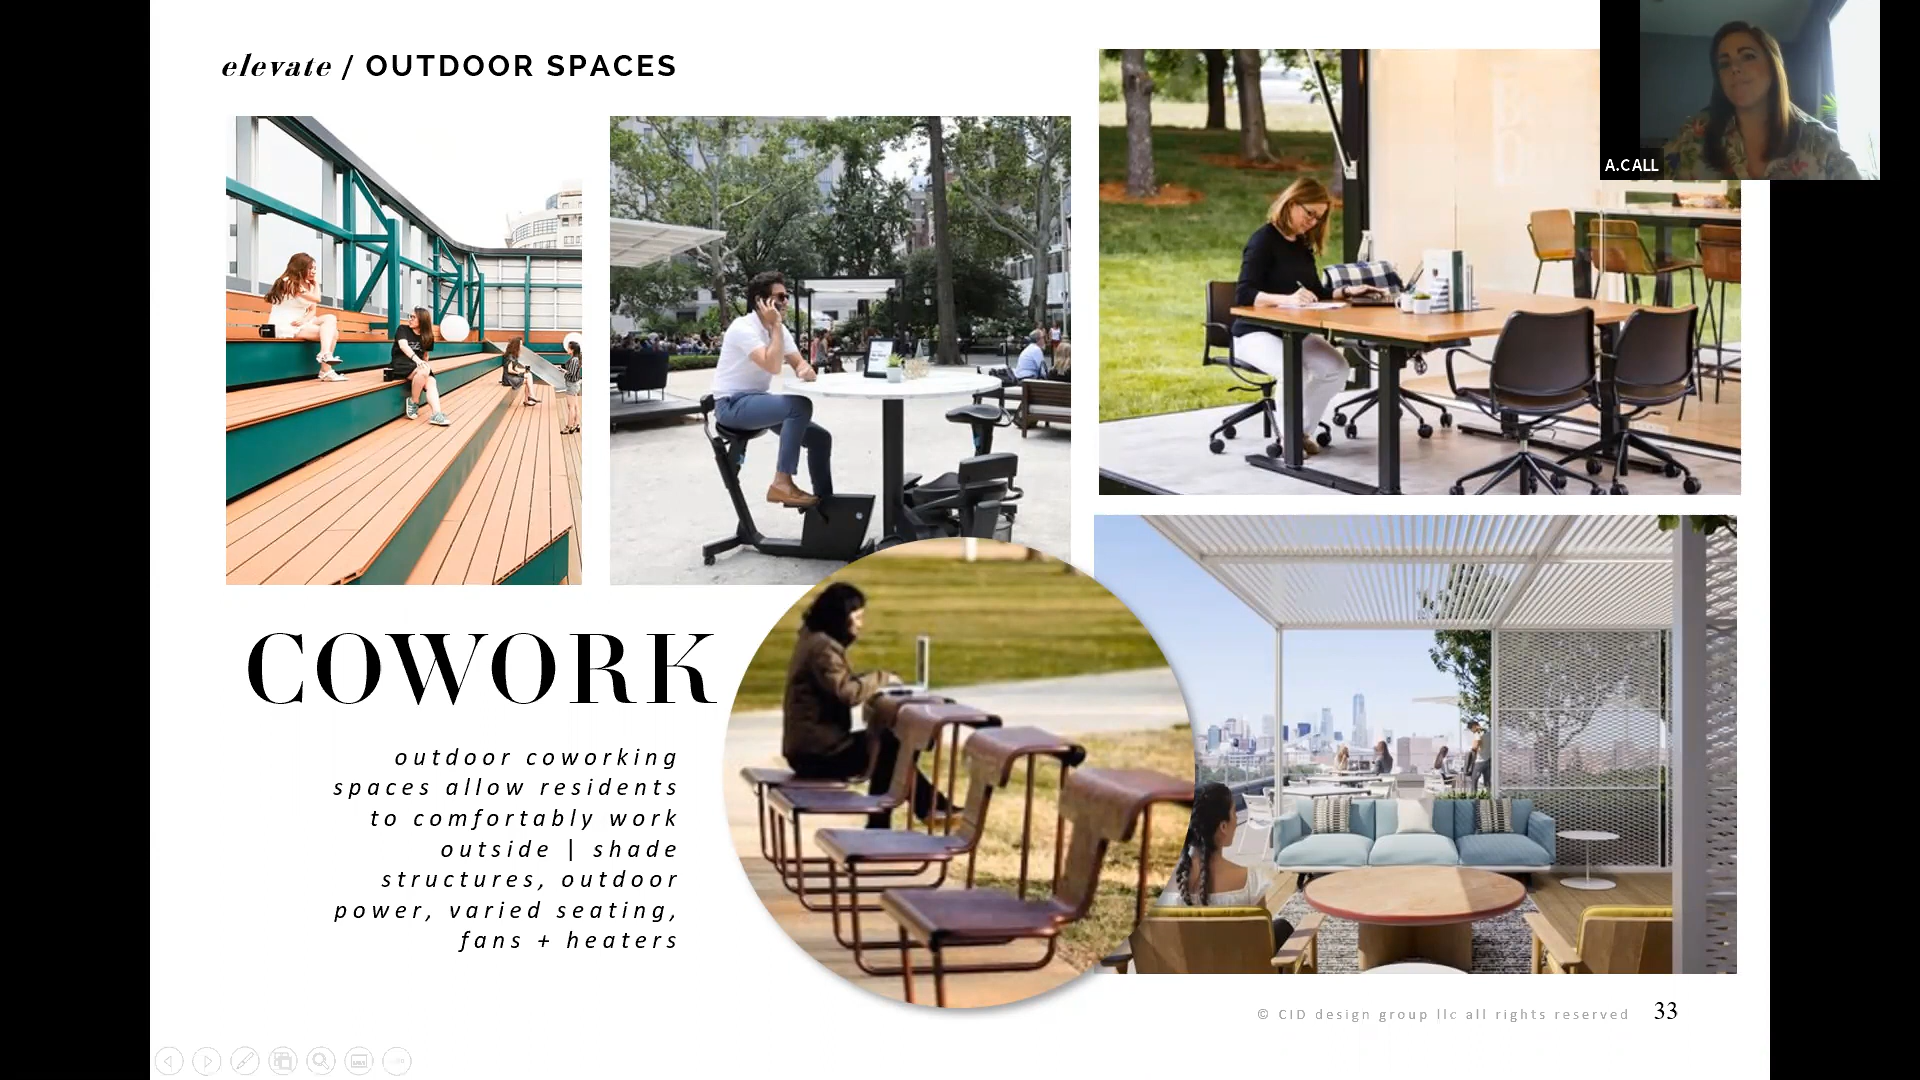 elevate / OUTDOOR SPACES
A.CALL
COWORK
outdoor coworking
spaces allow residents
to comfortably work
outside | shade
structures, outdoor
power, varied seating,
fans + heaters
© CID design group llc all rights reserved 33